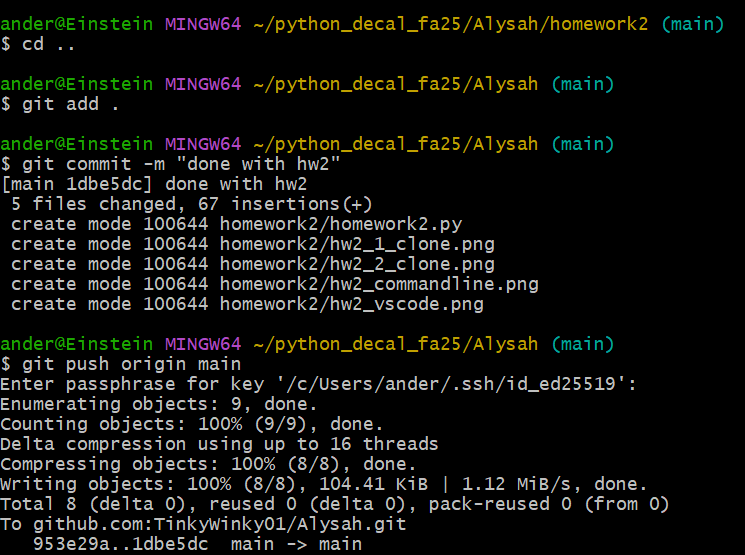 ander@Einstein MINGW64 ~/python_decal_fa25/Alysah/homework2 (main)
$ cd ..
ander@Einstein MINGW64 ~/python_decal_fa25/Alysah (main)
$ git add .
ander@Einstein MINGW64 ~/python_decal_fa25/Alysah (main)
$ git commit -m "done with hw2"
[main 1dbe5dc] done with hw2
 5 files changed, 67 insertions(+)
 create mode 100644 homework2/homework2.py
 create mode 100644 homework2/hw2_1_clone.png
 create mode 100644 homework2/hw2_2_clone.png
 create mode 100644 homework2/hw2_commandline.png
 create mode 100644 homework2/hw2_vscode.png
ander@Einstein MINGW64 ~/python_decal_fa25/Alysah (main)
$ git push origin main
Enter passphrase for key '/c/Users/ander/.ssh/id_ed25519':
Enumerating objects: 9, done.
Counting objects: 100% (9/9), done.
Delta compression using up to 16 threads
Compressing objects: 100% (8/8), done.
Writing objects: 100% (8/8), 104.41 KiB | 1.12 MiB/s, done.
Total 8 (delta 0), reused 0 (delta 0), pack-reused 0 (from 0)
To github.com:TinkyWinky01/Alysah.git
   953e29a..1dbe5dc  main -> main